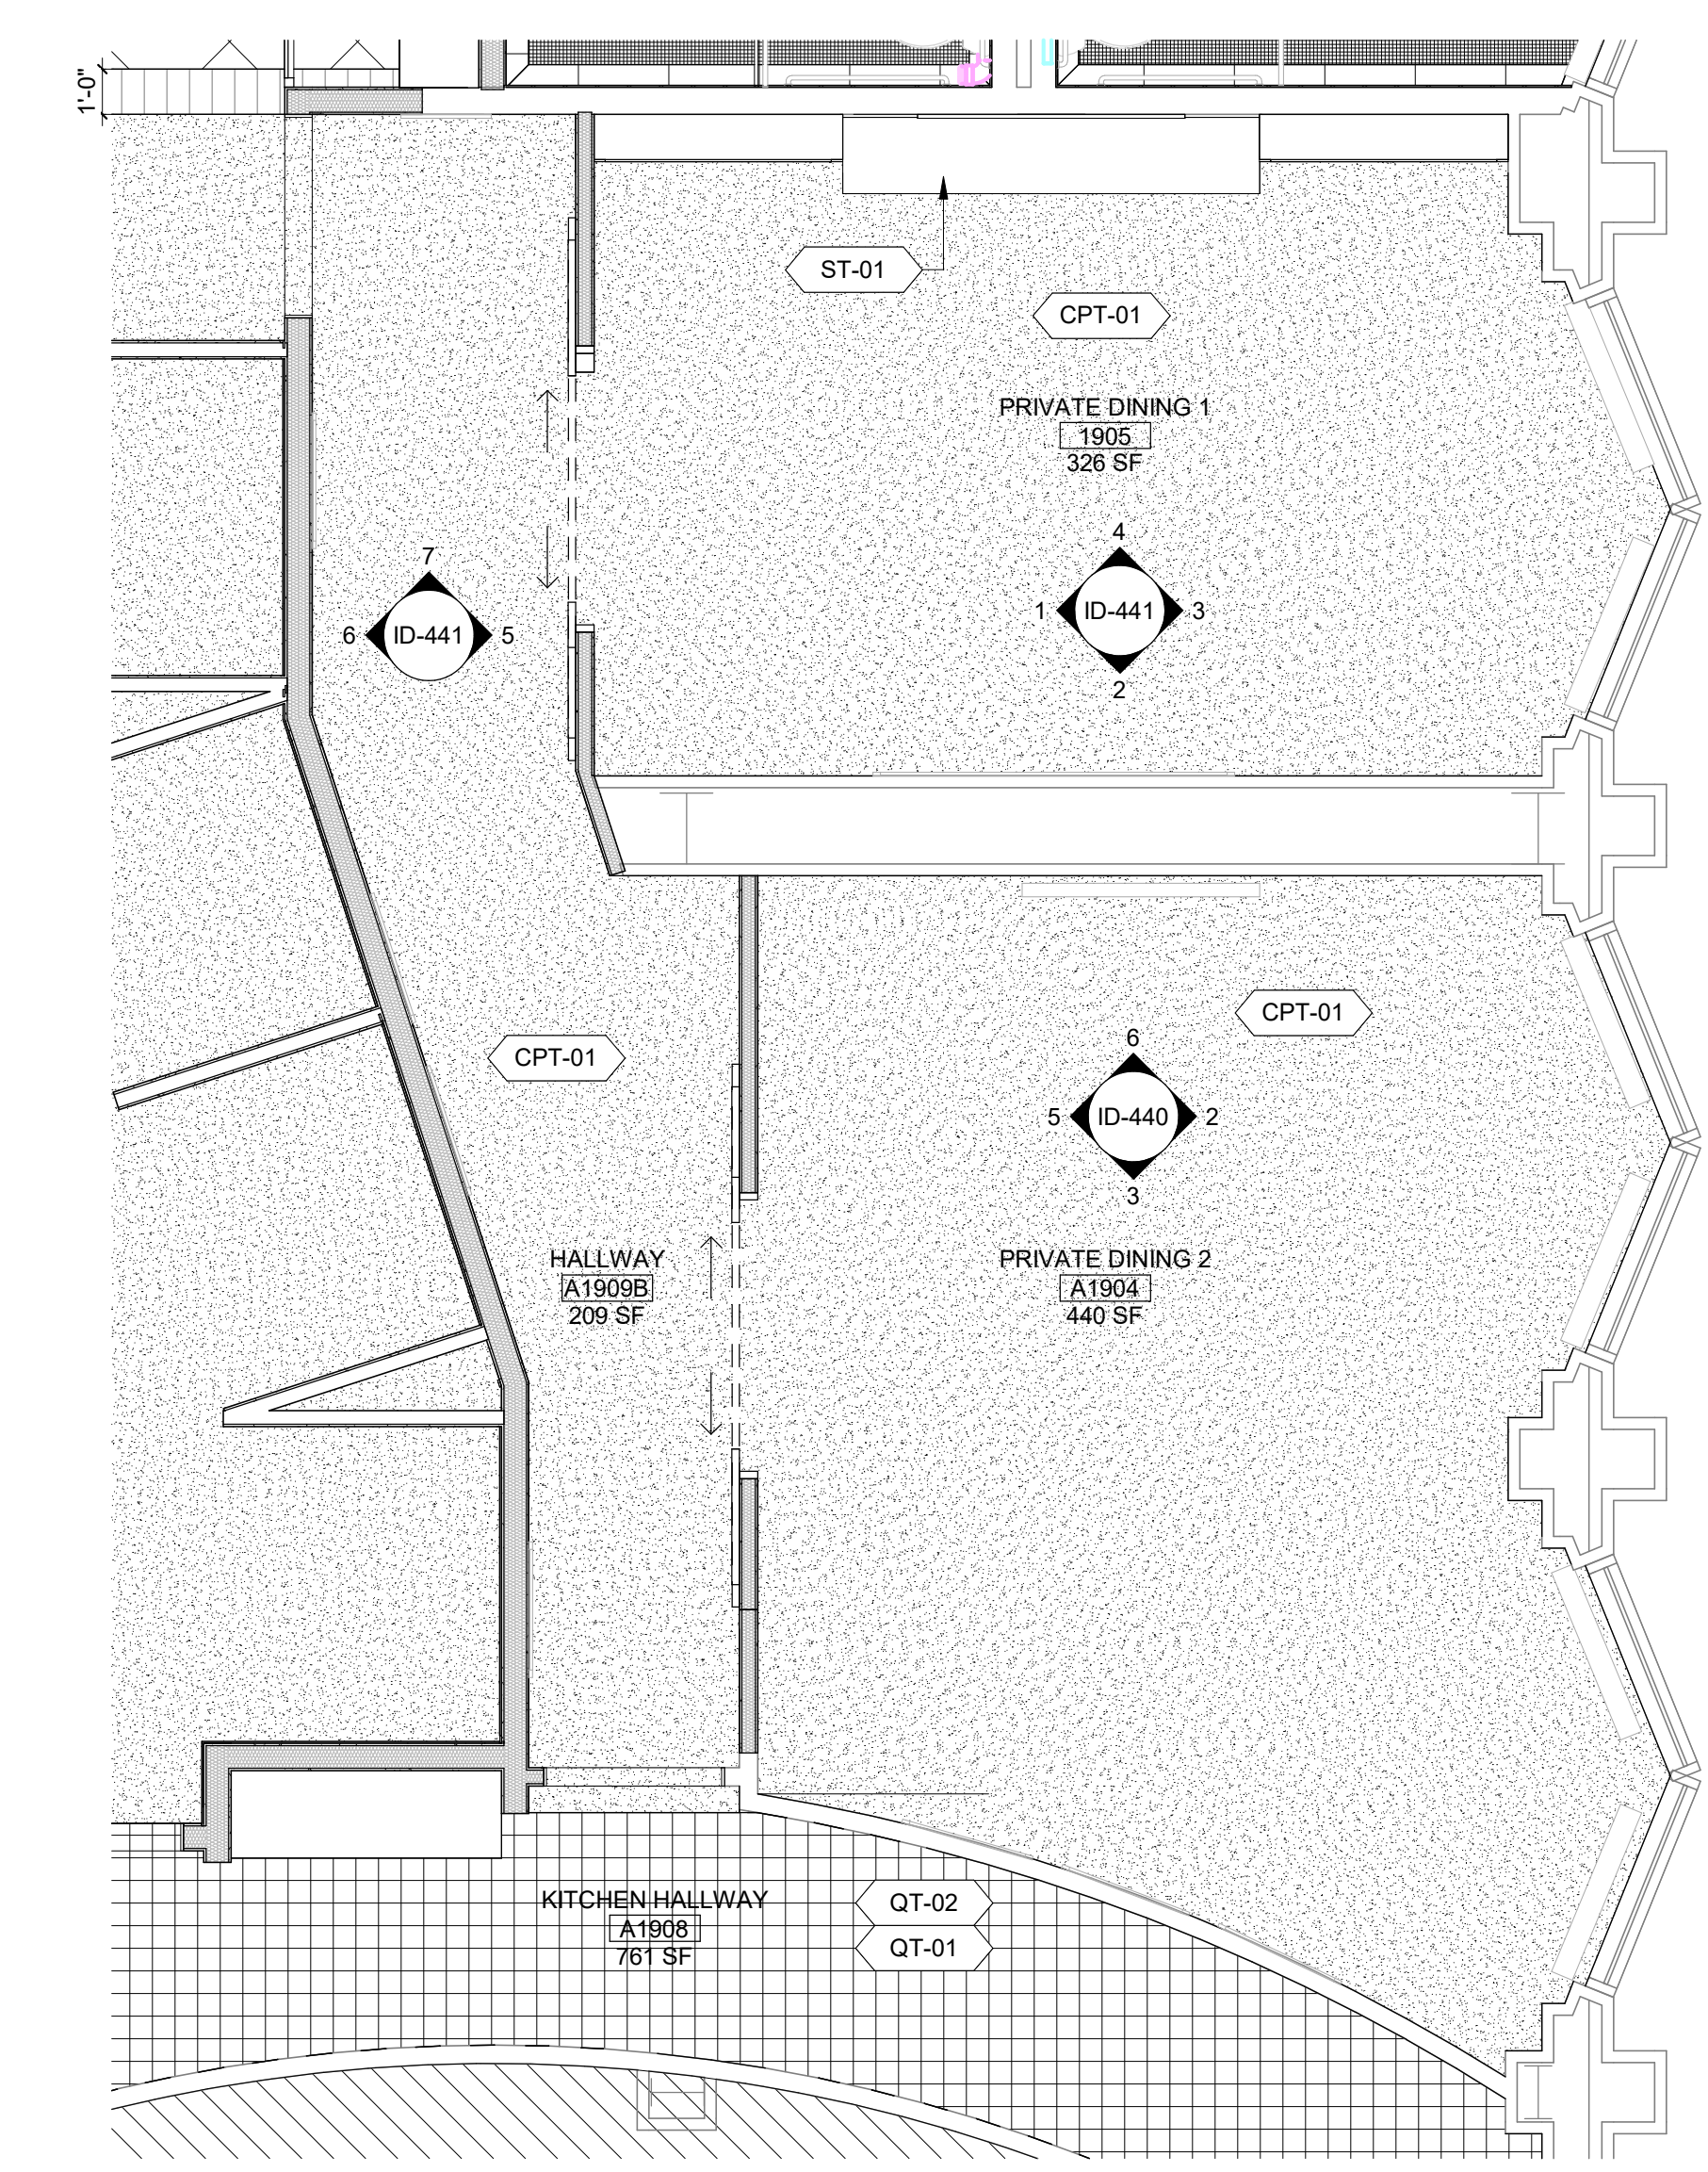 1'-0"
ST-01
CPT-01
PRIVATE DINING 1
1905
326 SF
7
6 ID-441 5
4
1 ID-441 3
2
CPT-01
CPT-01
6
5 ID-440 2
3
HALLWAY
A1909B
209 SF
PRIVATE DINING 2
A1904
440 SF
KITCHEN HALLWAY
A1908
761 SF
QT-02
QT-01